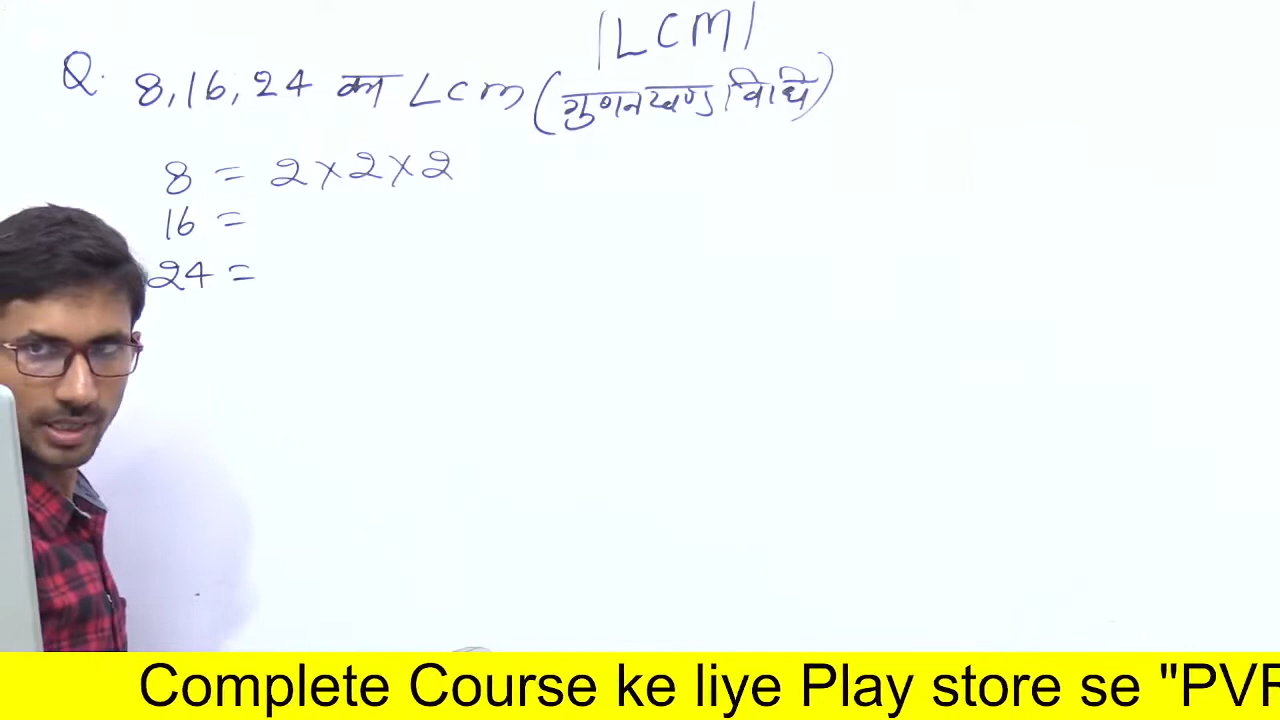 |LCM|
Q. 8, 16, 24 का LCM (गुणनखण्ड विधि)
8 = 2×2×2
16 =
24 =
Complete Course ke liye Play store se "PVR